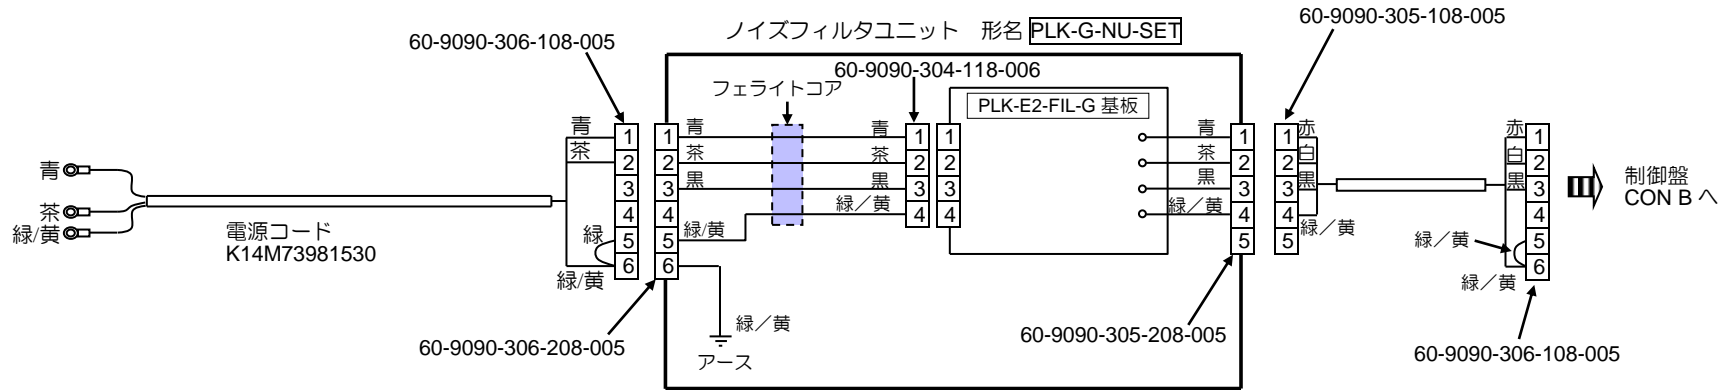 ノイズフィルタユニット 形名 PLK-G-NU-SET
60-9090-305-108-005
60-9090-306-108-005
60-9090-304-118-006
フェライトコア
PLK-E2-FIL-G 基板
青
茶
緑/黄
電源コード
K14M73981530
青
茶
緑
緑/黄
1
2
3
4
5
6
1
2
3
4
5
6
青
茶
黒
緑/黄
緑／黄
アース
青
茶
黒
緑／黄
1
2
3
4
1
2
3
4
青
茶
黒
緑／黄
1
2
3
4
5
1
2
3
4
5
赤
白
黒
緑／黄
赤
白
黒
緑／黄
緑／黄
1
2
3
4
5
6
制御盤
CON B へ
60-9090-306-208-005
60-9090-305-208-005
60-9090-306-108-005